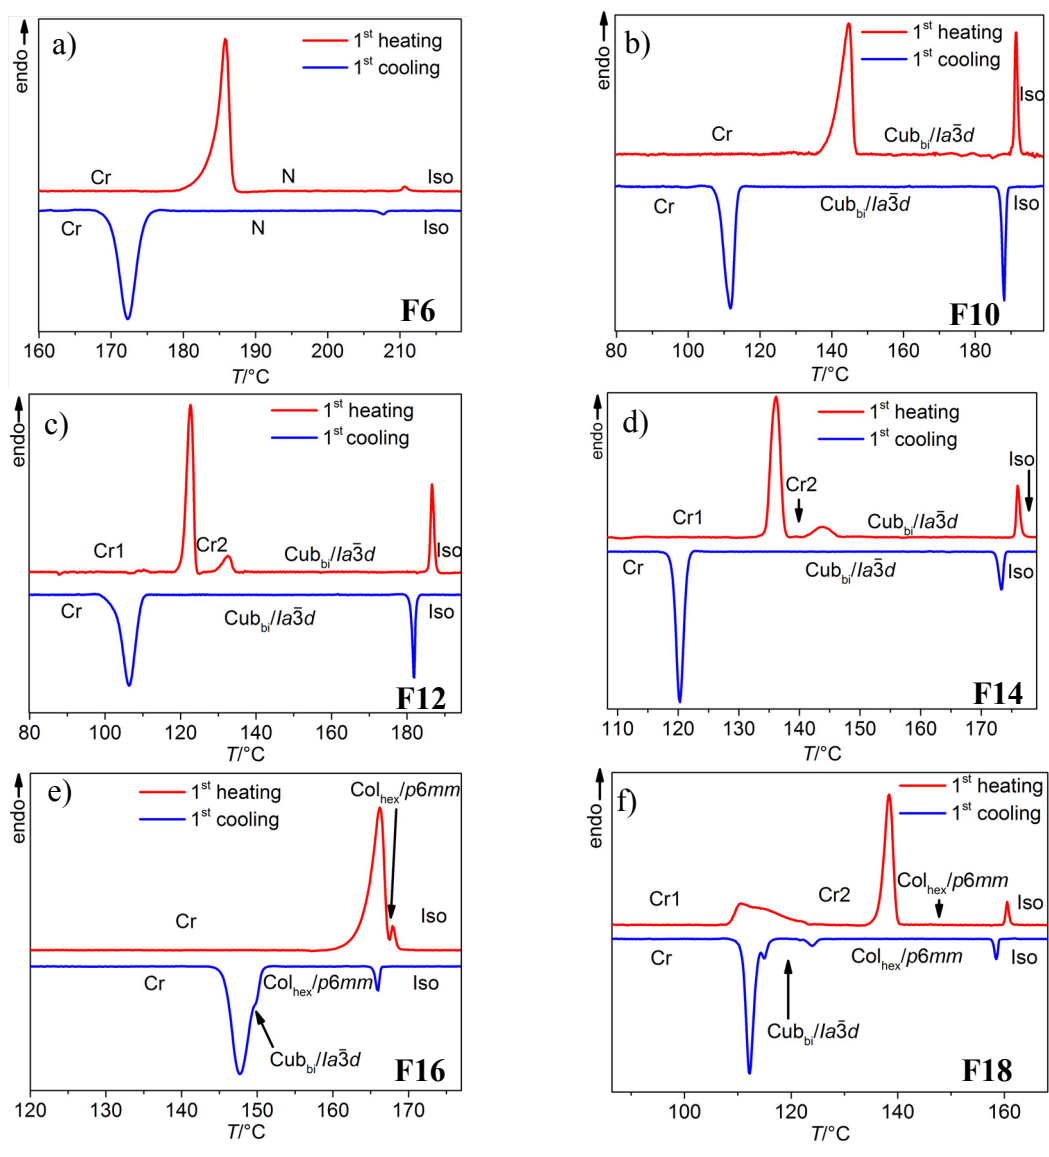 a)
endo
1st heating
1st cooling
Cr
N
Iso
Cr
N
Iso
F6
160 170 180 190 200 210
T/°C
b)
endo
1st heating
1st cooling
Iso
Cr
Cubbi/Ia3̅d
Cr
Cubbi/Ia3̅d
Iso
F10
80 100 120 140 160 180
T/°C
c)
endo
1st heating
1st cooling
Cr1
Cr2
Cubbi/Ia3̅d
Iso
Cr
Cubbi/Ia3̅d
Iso
F12
80 100 120 140 160 180
T/°C
d)
endo
1st heating
1st cooling
Iso
Cr2
Cr1
Cubbi/Ia3̅d
Cr
Cubbi/Ia3̅d
Iso
F14
110 120 130 140 150 160 170
T/°C
e)
endo
1st heating
1st cooling
Colhex/p6mm
Cr
Iso
Cr
Colhex/p6mm
Iso
Cubbi/Ia3̅d
F16
120 130 140 150 160 170
T/°C
f)
endo
1st heating
1st cooling
Colhex/p6mm
Cr1
Cr2
Iso
Cr
Colhex/p6mm
Iso
Cubbi/Ia3̅d
F18
100 120 140 160
T/°C